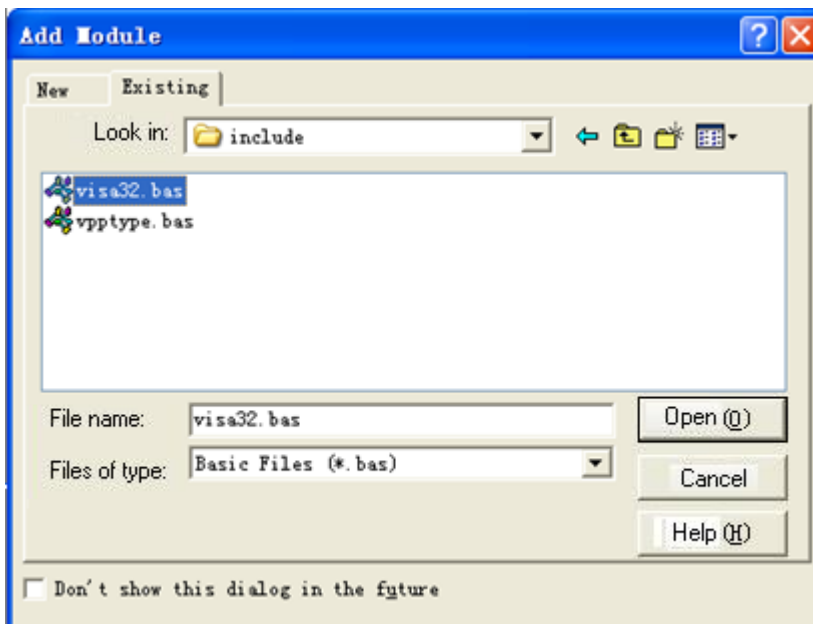 Add Module
New Existing
Look in: include
visa32.bas
vpptype.bas
File name: visa32.bas Open (O)
Files of type: Basic Files (*.bas)
Cancel
Help (H)
Don't show this dialog in the future